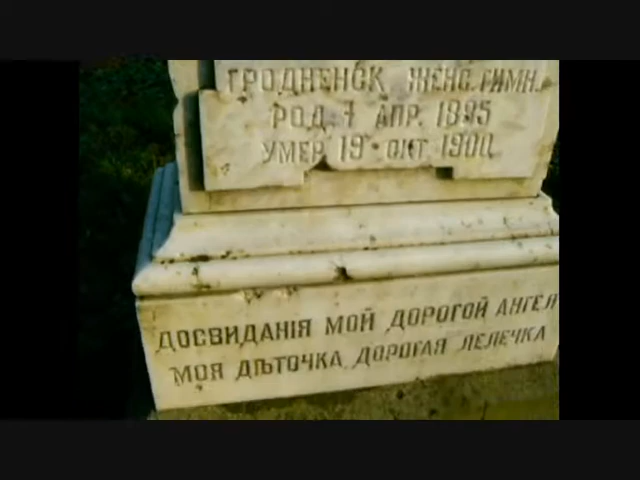 ГРОДНЕНСК ЖЕНС. ГИМН.
РОД. 7 АПР. 1895
УМЕР. 19 ОКТ 1900.
ДОСВИДАНІЯ МОЙ ДОРОГОЙ АНГЕЛ
МОЯ ДѢТОЧКА ДОРОГАЯ ЛЕЛЕЧКА